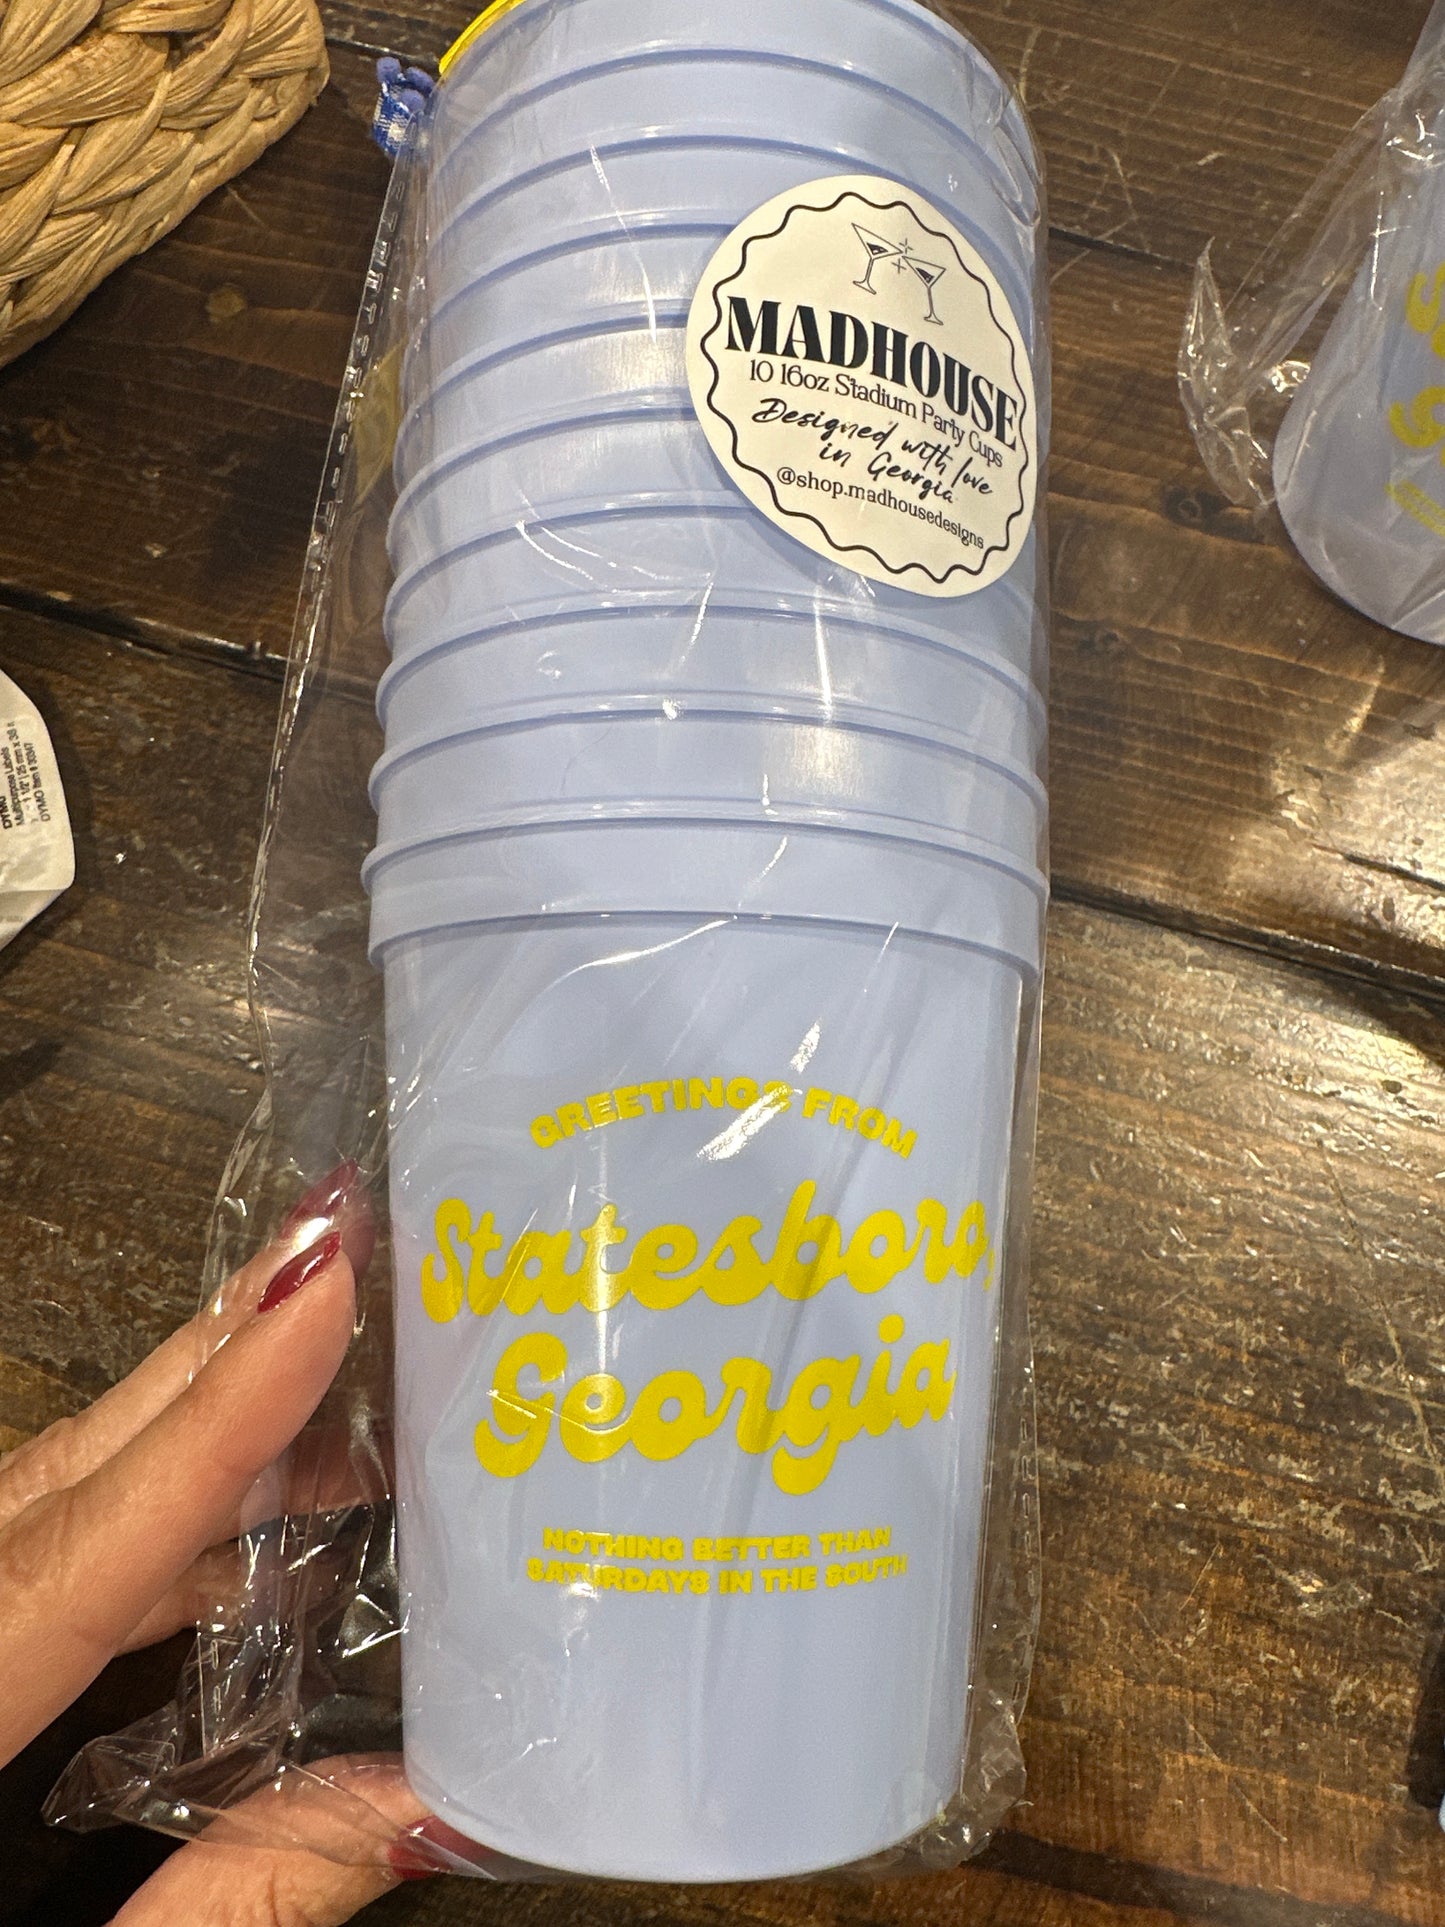 MADHOUSE
10 16oz Stadium Party Cups
Designed with love
in Georgia
@shop.madhousedesigns
GREETINGS FROM
Statesboro,
Georgia
NOTHING BETTER THAN
SATURDAYS IN THE SOUTH
DYMO